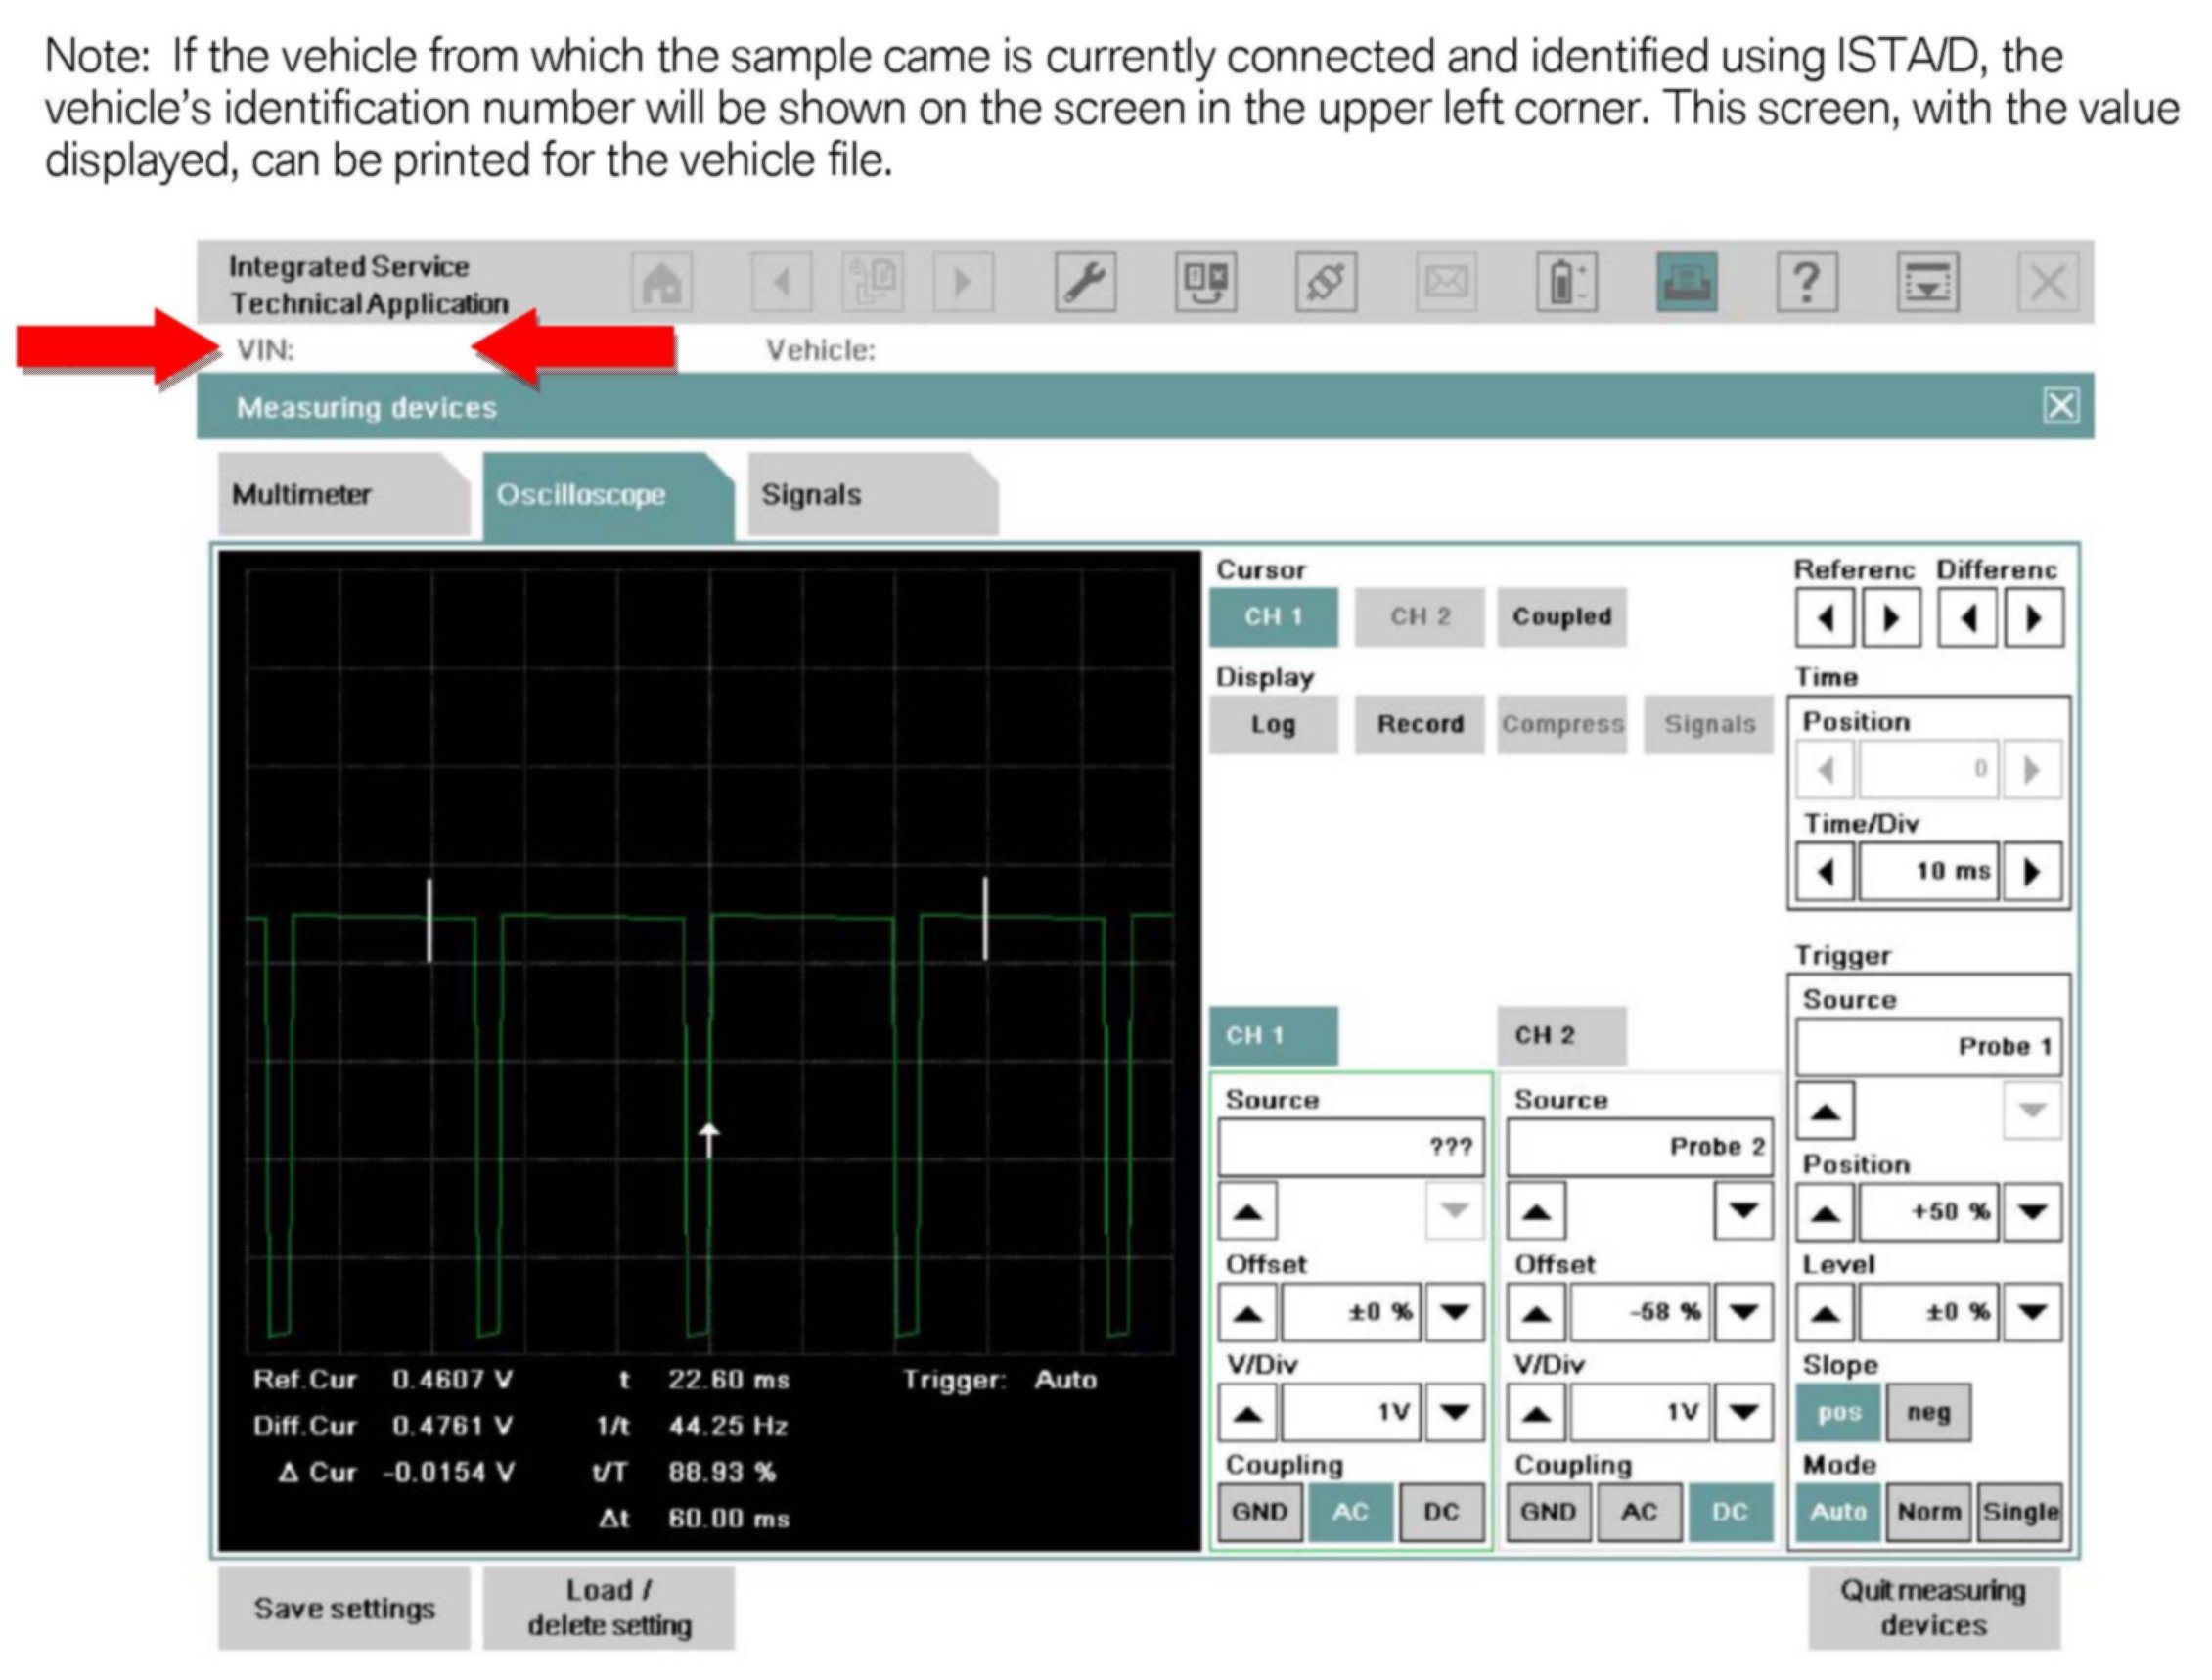 Note: If the vehicle from which the sample came is currently connected and identified using ISTA/D, the
vehicle's identification number will be shown on the screen in the upper left corner. This screen, with the value
displayed, can be printed for the vehicle file.
Integrated Service
Technical Application
VIN:
Vehicle:
Measuring devices
Multimeter
Oscilloscope
Signals
Cursor
CH 1
CH 2
Coupled
Referenc
Differenc
Display
Log
Record
Compress
Signals
Time
Position
0
Time/Div
10 ms
Trigger
Source
Probe 1
Position
+50 %
Level
±0 %
Slope
pos
neg
Mode
Auto
Norm
Single
CH 1
Source
???
Offset
±0 %
V/Div
1V
Coupling
GND
AC
DC
CH 2
Source
Probe 2
Offset
-58 %
V/Div
1V
Coupling
GND
AC
DC
Ref.Cur 0.4607 V t 22.60 ms Trigger: Auto
Diff.Cur 0.4761 V 1/t 44.25 Hz
Δ Cur -0.0154 V t/T 88.93 %
Δt 60.00 ms
Save settings
Load /
delete setting
Quit measuring
devices